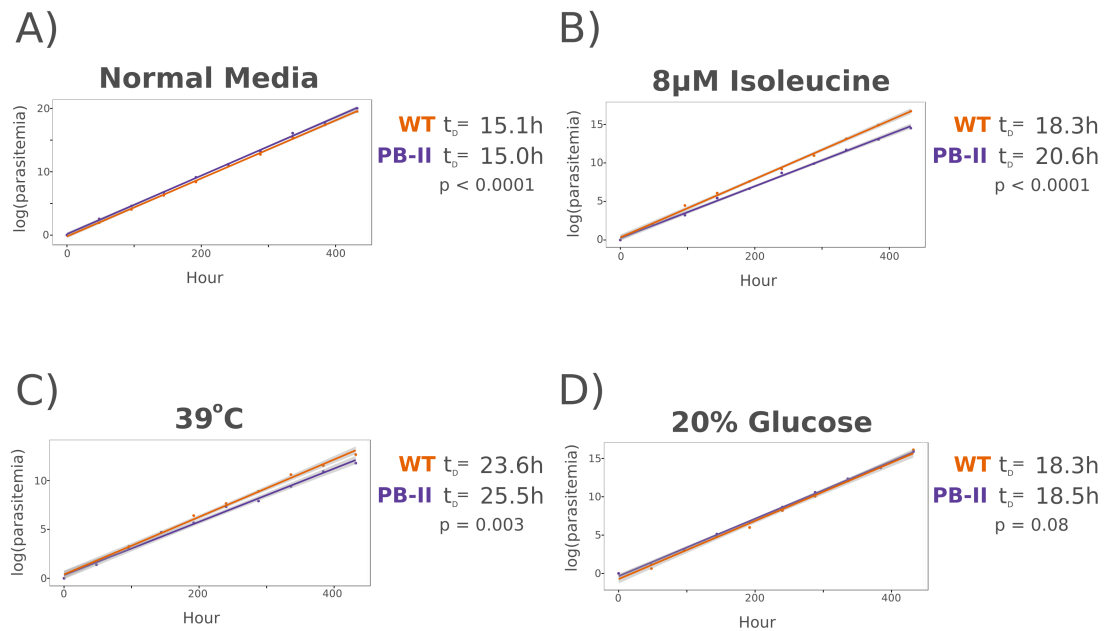 A)
Normal Media
log(parasitemia)
20
10
0
0 200 400
Hour
WT tD= 15.1h
PB-II tD= 15.0h
p < 0.0001
B)
8μM Isoleucine
log(parasitemia)
15
10
5
0
0 200 400
Hour
WT tD= 18.3h
PB-II tD= 20.6h
p < 0.0001
C)
39°C
log(parasitemia)
10
5
0
0 200 400
Hour
WT tD= 23.6h
PB-II tD= 25.5h
p = 0.003
D)
20% Glucose
log(parasitemia)
15
10
5
0
0 200 400
Hour
WT tD= 18.3h
PB-II tD= 18.5h
p = 0.08